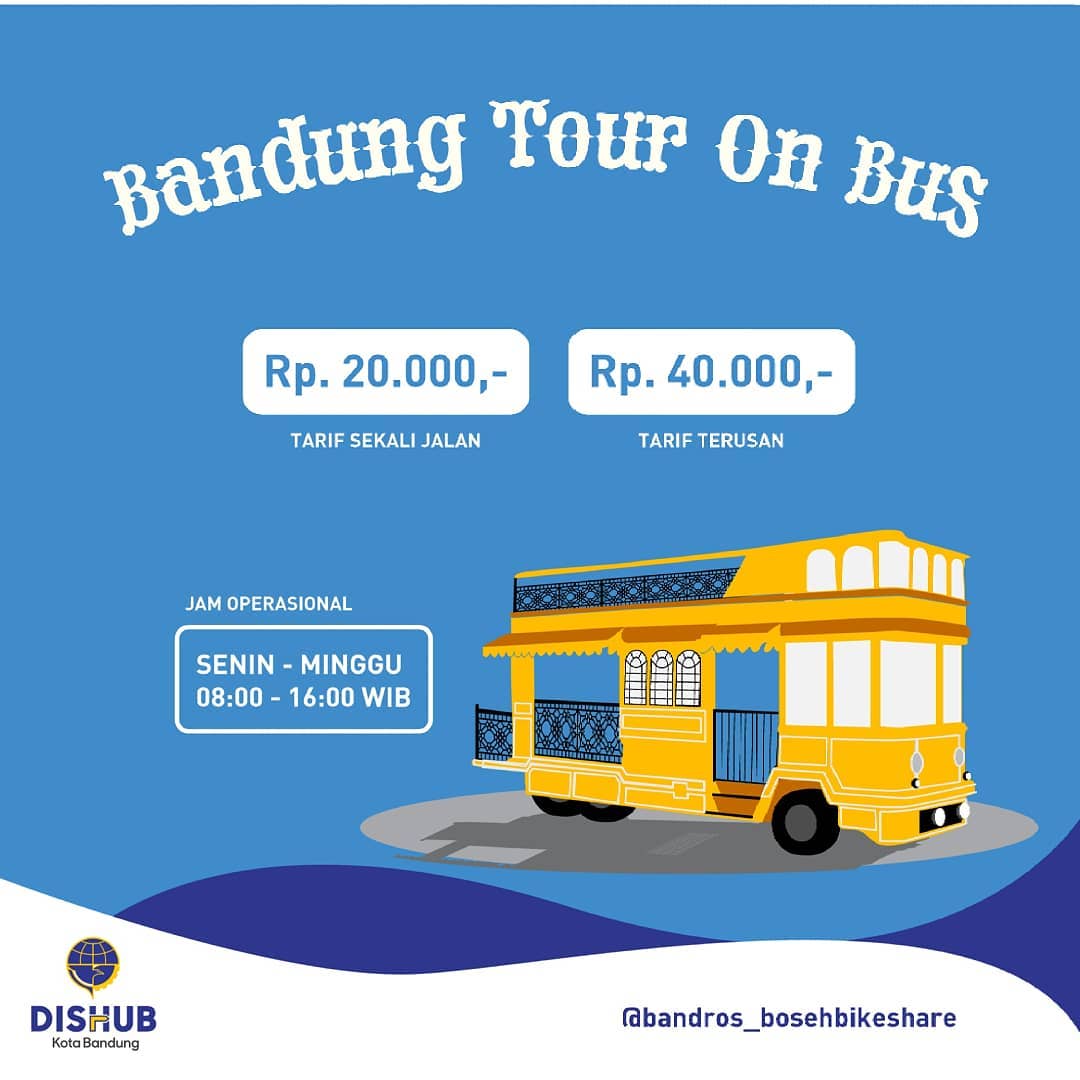 Bandung Tour On Bus
Rp. 20.000,-
TARIF SEKALI JALAN
Rp. 40.000,-
TARIF TERUSAN
JAM OPERASIONAL
SENIN - MINGGU
08:00 - 16:00 WIB
DISHUB
Kota Bandung
@bandros_bosehbikeshare